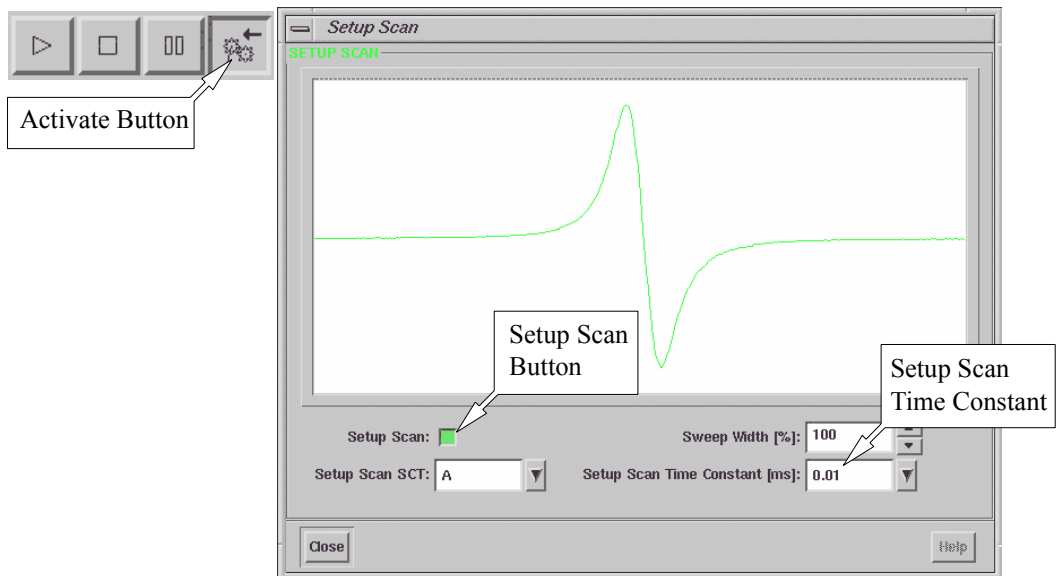 Setup Scan
SETUP SCAN
Activate Button
Setup Scan
Button
Setup Scan
Time Constant
Setup Scan:
Sweep Width [%]: 100
Setup Scan SCT: A
Setup Scan Time Constant [ms]: 0.01
Close
Help